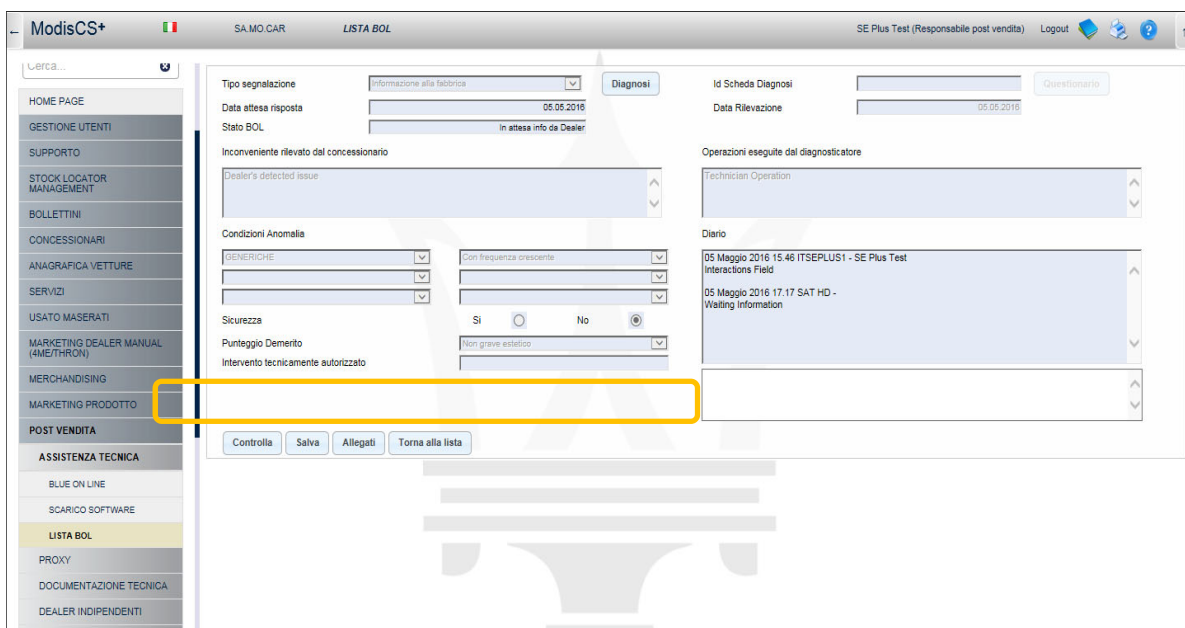 ← ModisCS+ SA.MO.CAR LISTA BOL SE Plus Test (Responsabile post vendita) Logout
Cerca...
HOME PAGE
GESTIONE UTENTI
SUPPORTO
STOCK LOCATOR
MANAGEMENT
BOLLETTINI
CONCESSIONARI
ANAGRAFICA VETTURE
SERVIZI
USATO MASERATI
MARKETING DEALER MANUAL
(4ME/THRON)
MERCHANDISING
MARKETING PRODOTTO
POST VENDITA
ASSISTENZA TECNICA
BLUE ON LINE
SCARICO SOFTWARE
LISTA BOL
PROXY
DOCUMENTAZIONE TECNICA
DEALER INDIPENDENTI
Tipo segnalazione Informazione alla fabbrica Diagnosi Id Scheda Diagnosi Questionario
Data attesa risposta 05.05.2016 Data Rilevazione 05.05.2016
Stato BOL In attesa info da Dealer
Inconveniente rilevato dal concessionario
Dealer's detected issue
Operazioni eseguite dal diagnosticatore
Technician Operation
Condizioni Anomalia
GENERICHE Con frequenza crescente
Sicurezza Si No
Punteggio Demerito Non grave estetico
Intervento tecnicamente autorizzato
Diario
05 Maggio 2016 15.46 ITSEPLUS1 - SE Plus Test
Interactions Field
05 Maggio 2016 17.17 SAT HD -
Waiting Information
Controlla Salva Allegati Torna alla lista